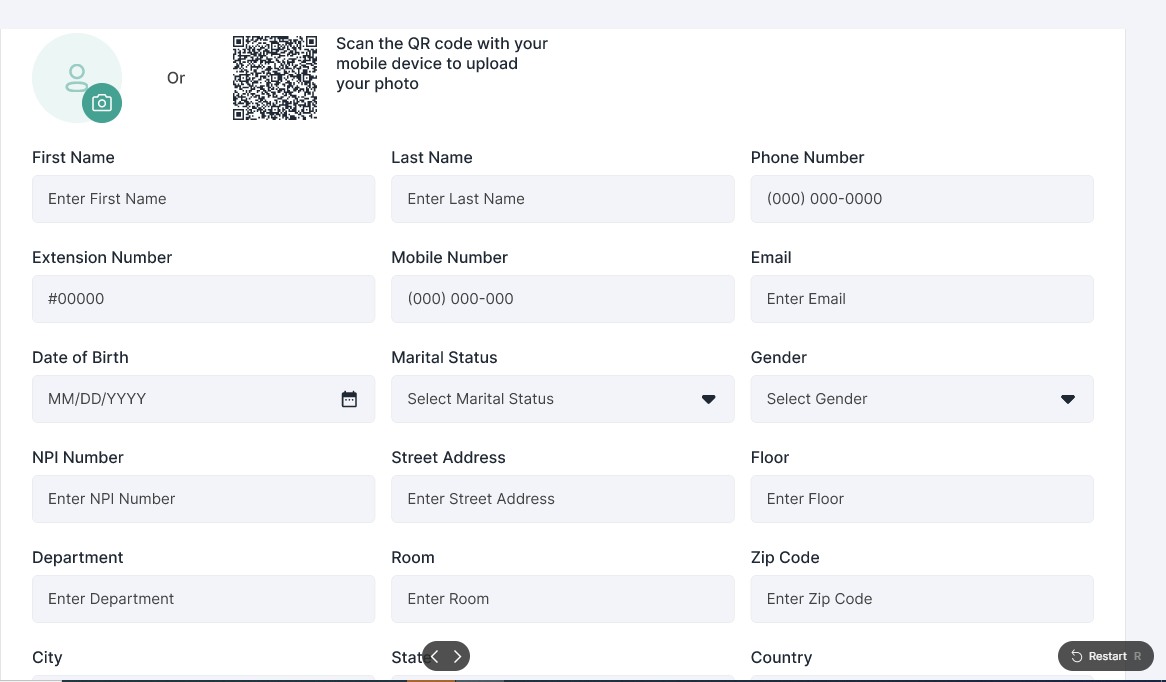 Or
Scan the QR code with your
mobile device to upload
your photo
First Name
Last Name
Phone Number
Enter First Name
Enter Last Name
(000) 000-0000
Extension Number
Mobile Number
Email
#00000
(000) 000-000
Enter Email
Date of Birth
Marital Status
Gender
MM/DD/YYYY
Select Marital Status
Select Gender
NPI Number
Street Address
Floor
Enter NPI Number
Enter Street Address
Enter Floor
Department
Room
Zip Code
Enter Department
Enter Room
Enter Zip Code
City
State
Country
Restart R